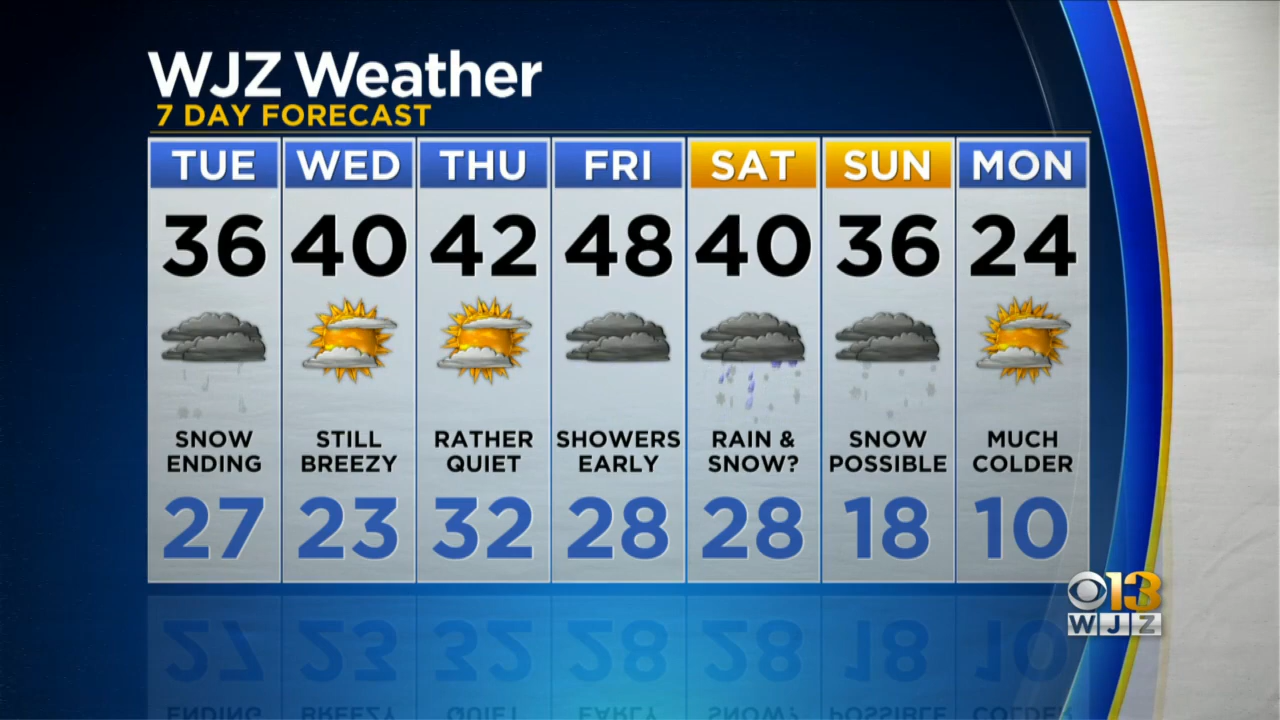 WJZ Weather
7 DAY FORECAST
TUE WED THU FRI SAT SUN MON
36 40 42 48 40 36 24
SNOW STILL RATHER SHOWERS RAIN & SNOW MUCH
ENDING BREEZY QUIET EARLY SNOW? POSSIBLE COLDER
27 23 32 28 28 18 10
13
WJZ